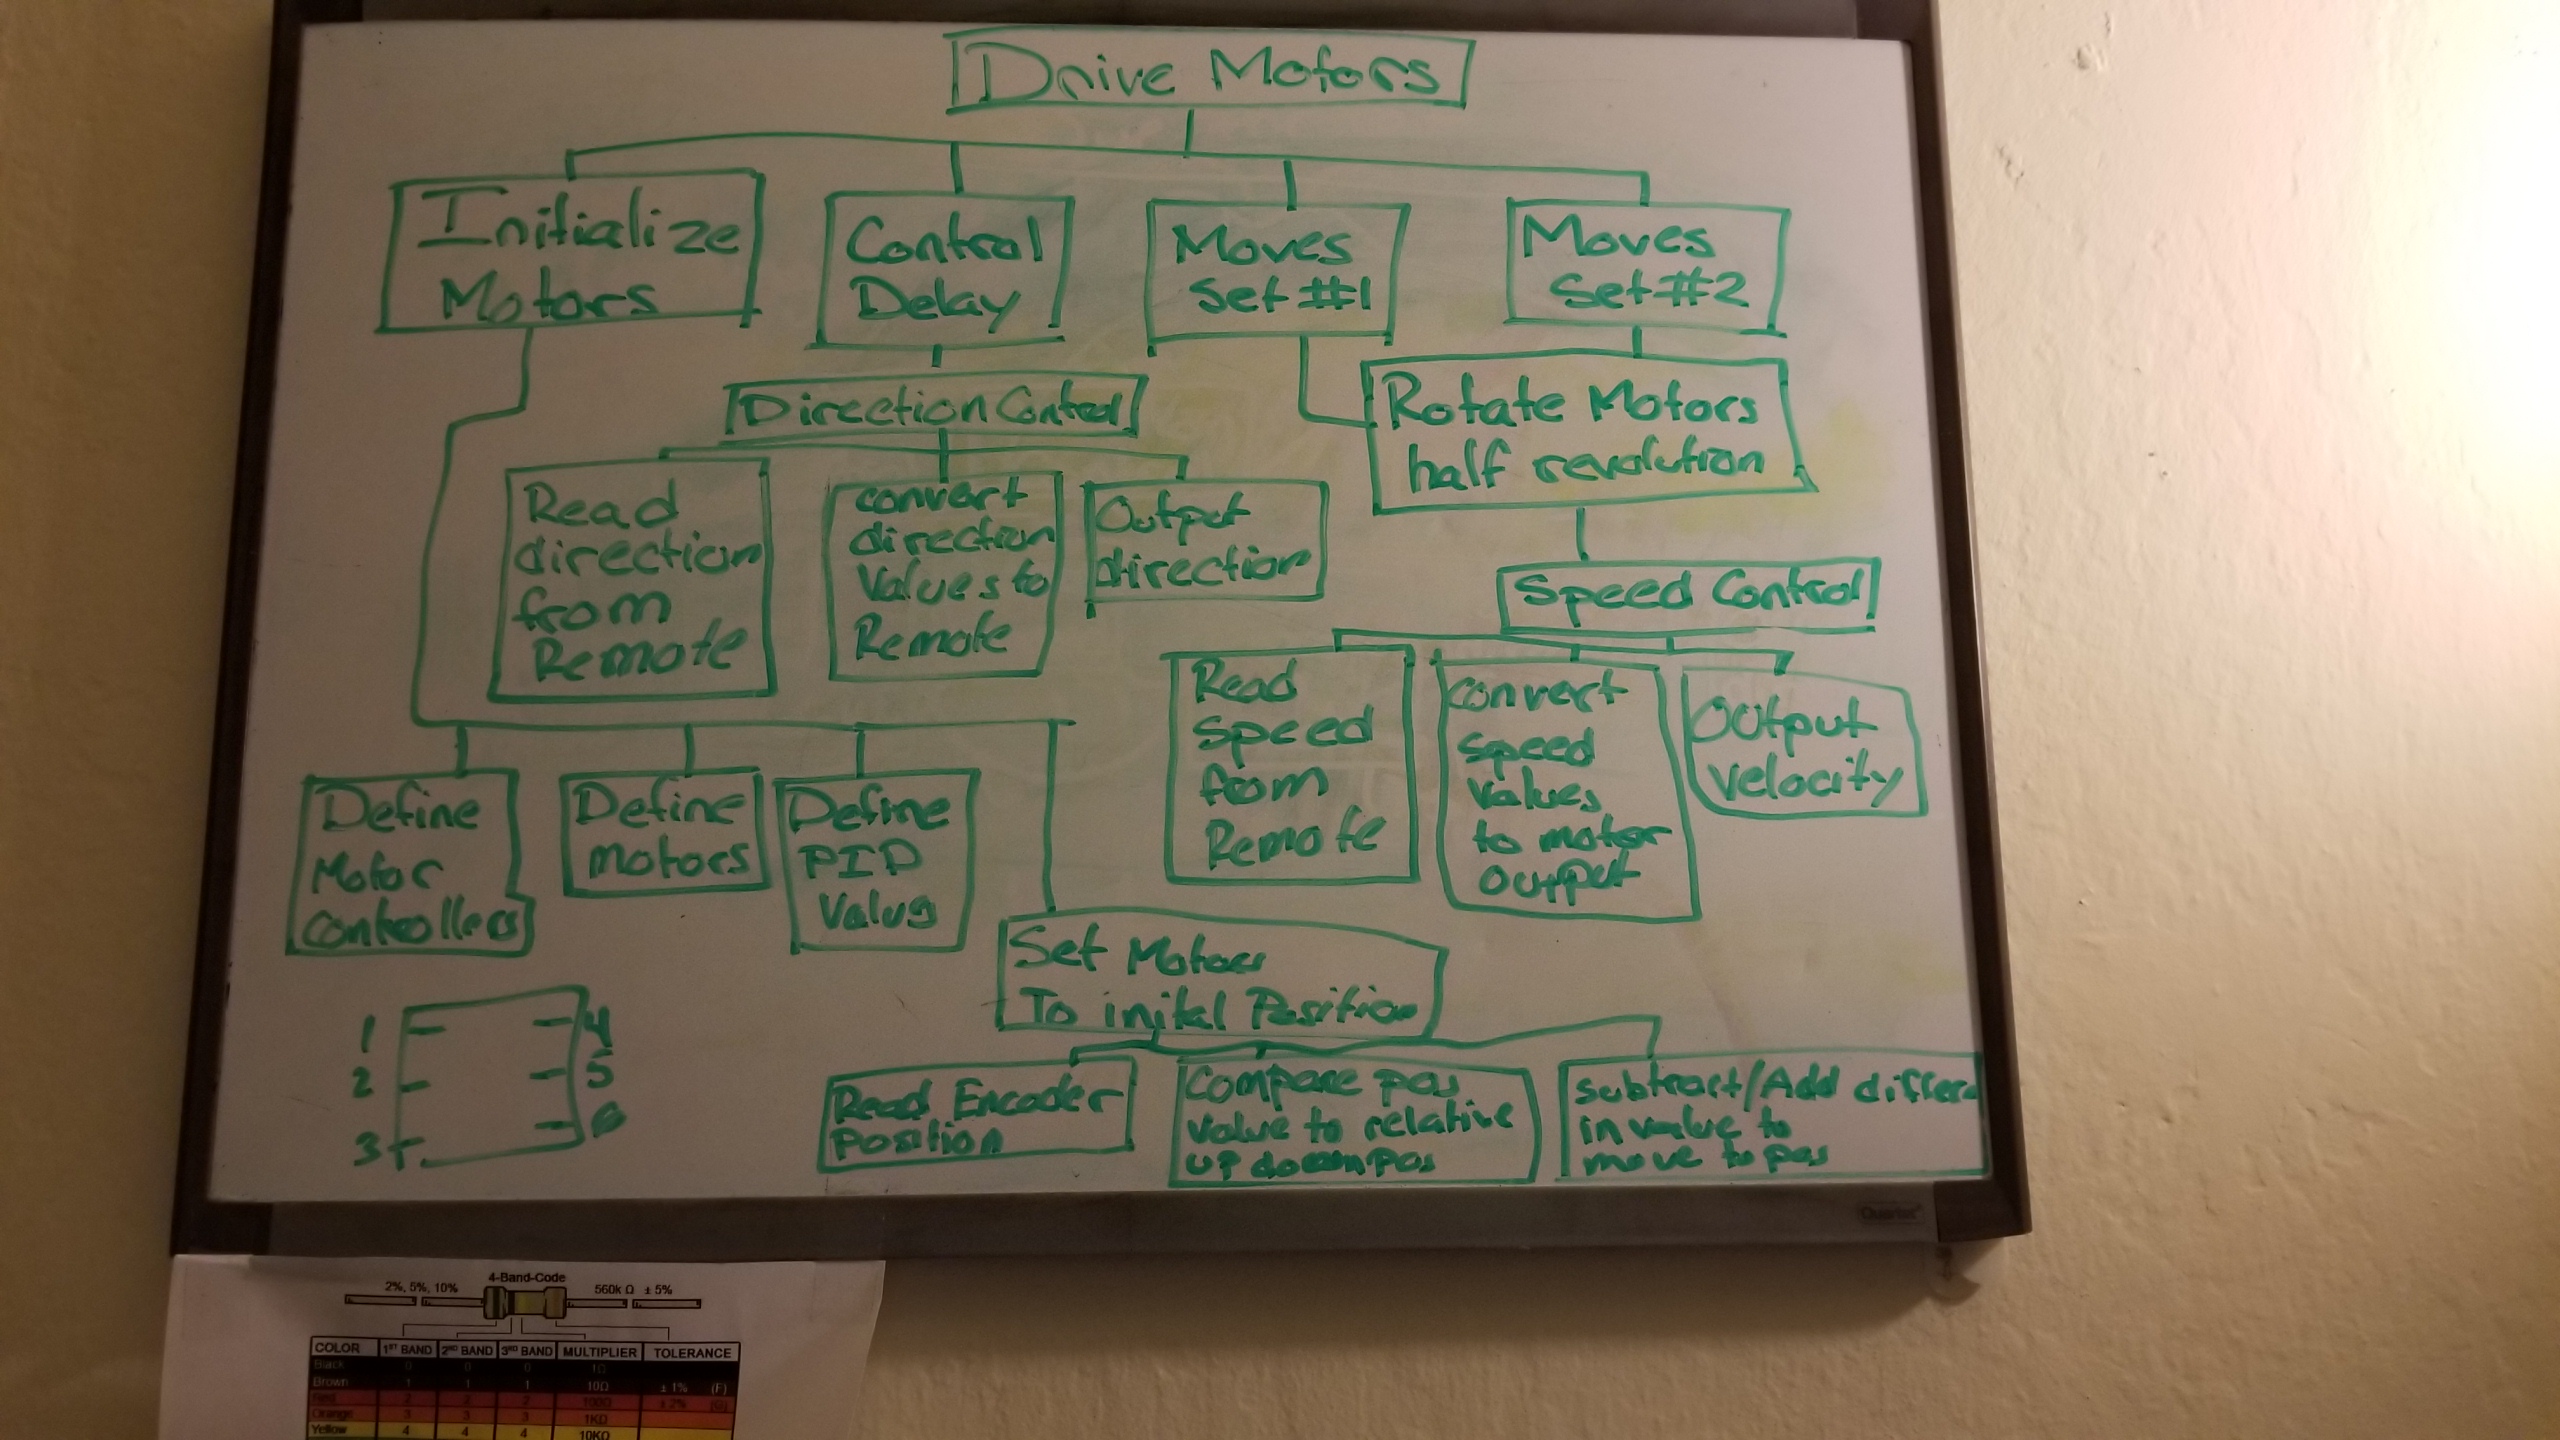 Drive Motors
Initialize
Motors
Control
Delay
Moves
Set #1
Moves
Set #2
Direction Control
Rotate Motors
half revolution
Read
direction
from
Remote
convert
direction
values to
Remote
Output
direction
Speed Control
Read
Speed
from
Remote
convert
speed
values
to motor
output
Output
velocity
Define
Motor
Controllers
Define
motors
Define
PID
Value
Set Motors
To inital Position
1
2
3
4
5
6
Read Encoder
Position
Compare pos
value to relative
up down pos
Subtract/Add differ
in value to
move to pos
Quartet
4-Band-Code
2%, 5%, 10%
560k Ω ± 5%
COLOR 1ST BAND 2ND BAND 3RD BAND MULTIPLIER TOLERANCE
Black 0 0 0 1Ω
Brown 1 1 1 10Ω ± 1% (F)
Red 2 2 2 100Ω ± 2% (G)
Orange 3 3 3 1KΩ
Yellow 4 4 4 10KΩ